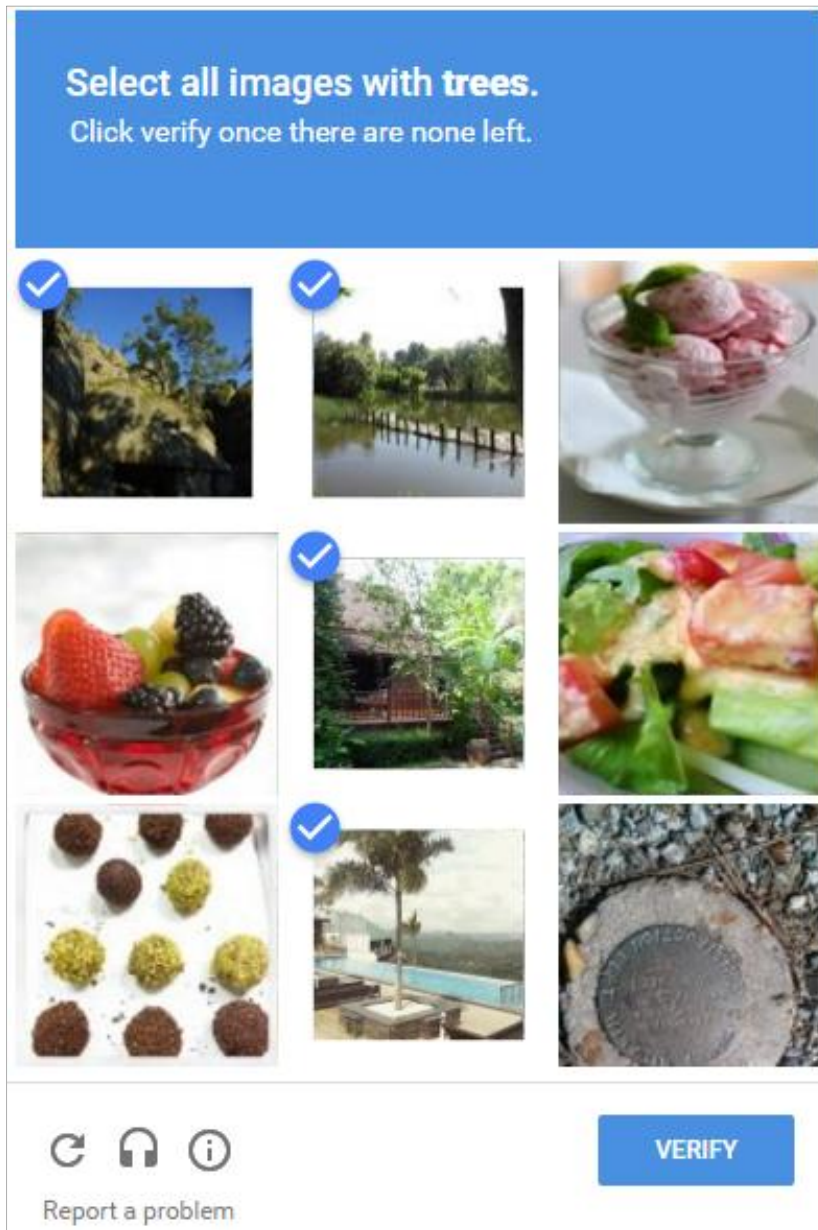 Select all images with trees.
Click verify once there are none left.
VERIFY
Report a problem